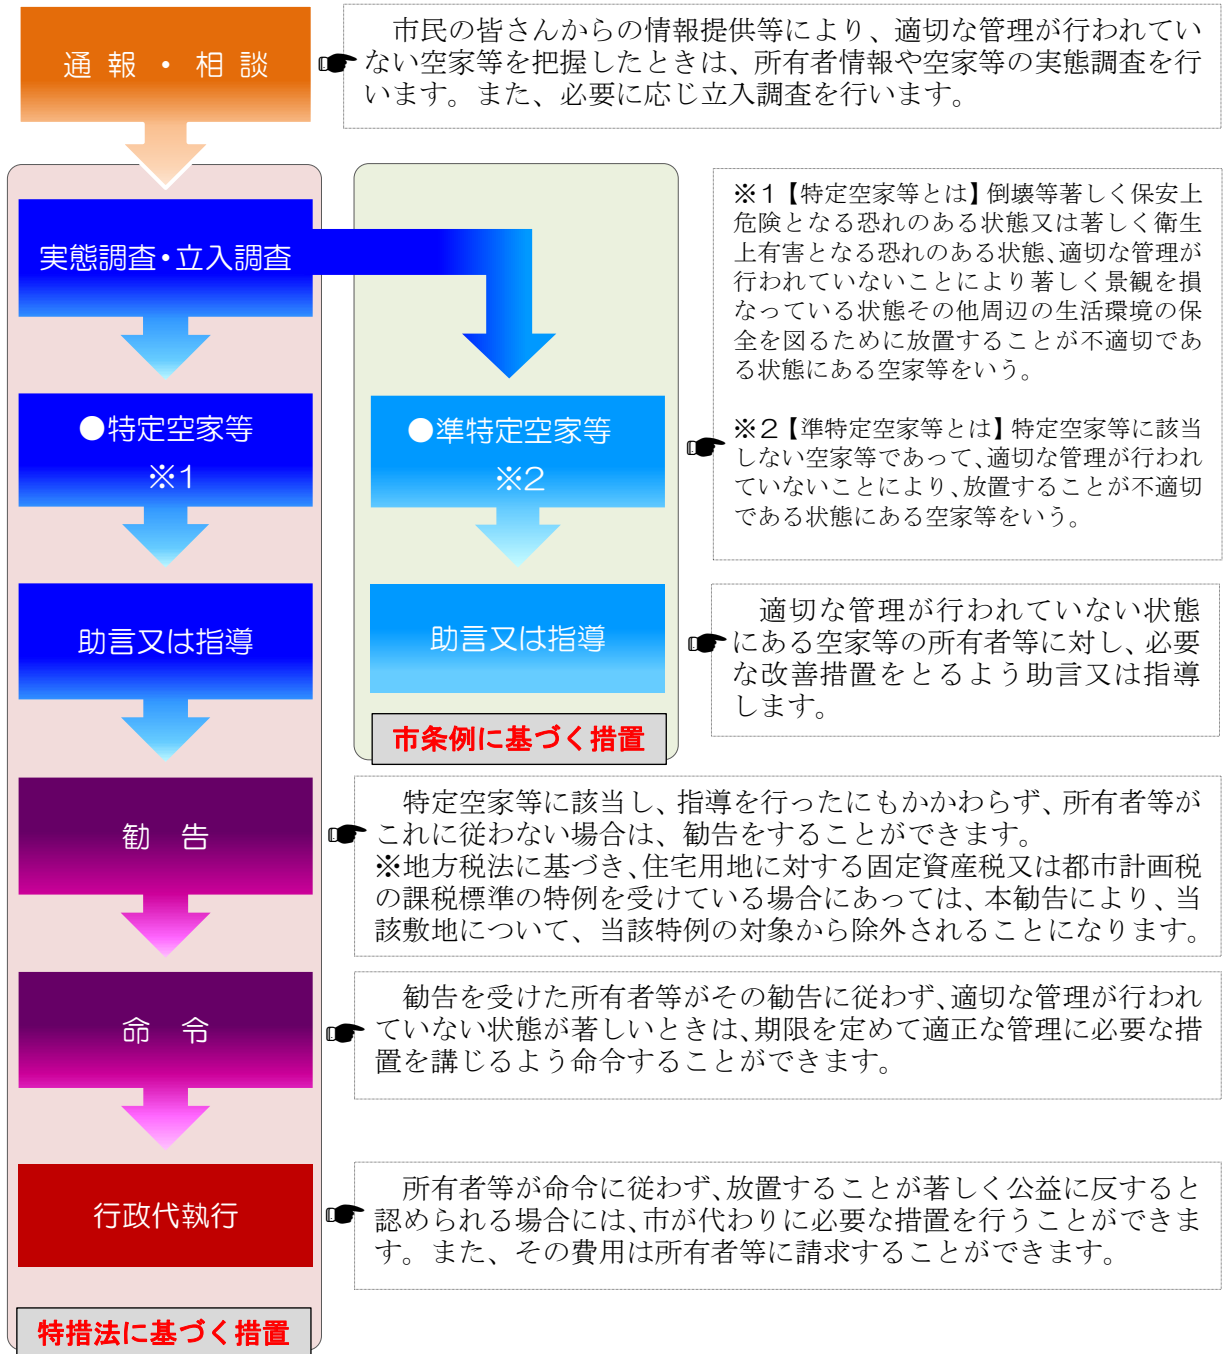 通報・相談
市民の皆さんからの情報提供等により、適切な管理が行われてい
ない空家等を把握したときは、所有者情報や空家等の実態調査を行
います。また、必要に応じ立入調査を行います。
実態調査・立入調査
※1【特定空家等とは】倒壊等著しく保安上
危険となる恐れのある状態又は著しく衛生
上有害となる恐れのある状態、適切な管理が
行われていないことにより著しく景観を損
なっている状態その他周辺の生活環境の保
全を図るために放置することが不適切であ
る状態にある空家等をいう。
●特定空家等
※1
●準特定空家等
※2
※2【準特定空家等とは】特定空家等に該当
しない空家等であって、適切な管理が行われ
ていないことにより、放置することが不適切
である状態にある空家等をいう。
助言又は指導
助言又は指導
適切な管理が行われていない状態
にある空家等の所有者等に対し、必要
な改善措置をとるよう助言又は指導
します。
市条例に基づく措置
勧 告
特定空家等に該当し、指導を行ったにもかかわらず、所有者等が
これに従わない場合は、勧告をすることができます。
※地方税法に基づき、住宅用地に対する固定資産税又は都市計画税
の課税標準の特例を受けている場合にあっては、本勧告により、当
該敷地について、当該特例の対象から除外されることになります。
命 令
勧告を受けた所有者等がその勧告に従わず、適切な管理が行われ
ていない状態が著しいときは、期限を定めて適正な管理に必要な措
置を講じるよう命令することができます。
行政代執行
所有者等が命令に従わず、放置することが著しく公益に反すると
認められる場合には、市が代わりに必要な措置を行うことができま
す。また、その費用は所有者等に請求することができます。
特措法に基づく措置